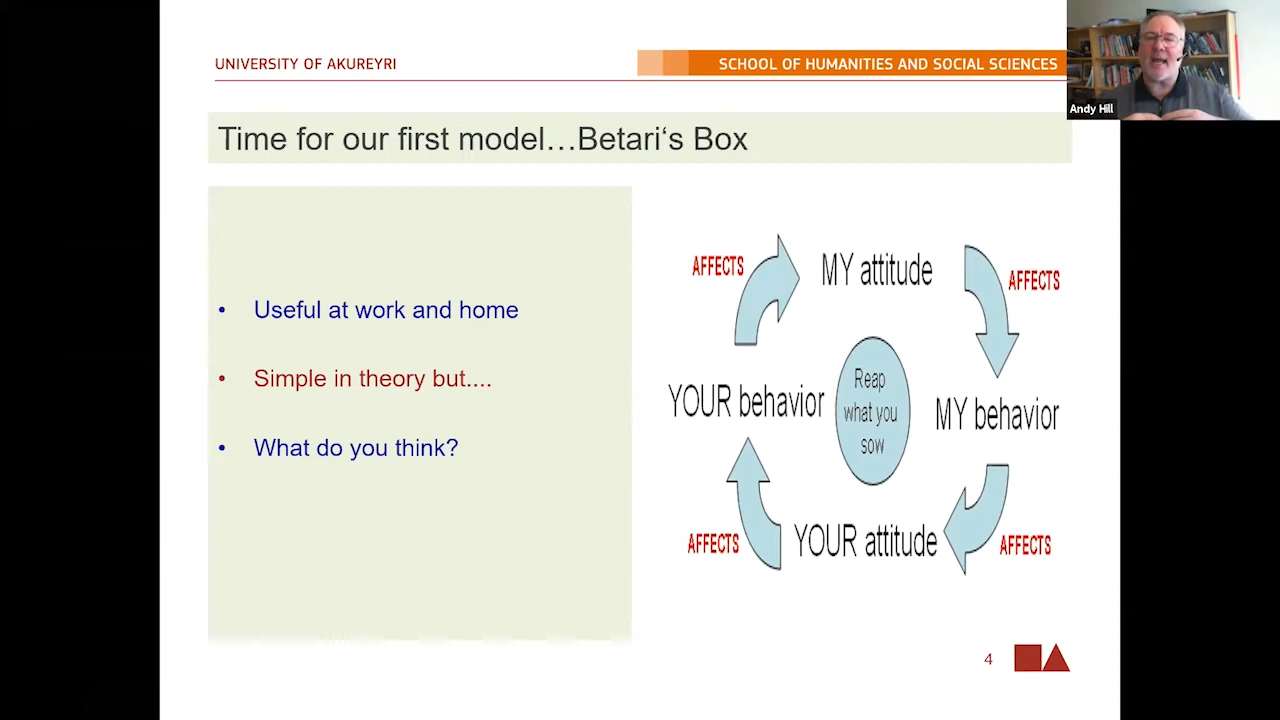 UNIVERSITY OF AKUREYRI
SCHOOL OF HUMANITIES AND SOCIAL SCIENCES
Andy Hill
Time for our first model…Betari‘s Box
• Useful at work and home
• Simple in theory but....
• What do you think?
AFFECTS
MY attitude
AFFECTS
YOUR behavior
Reap
what you
sow
MY behavior
AFFECTS
YOUR attitude
AFFECTS
4